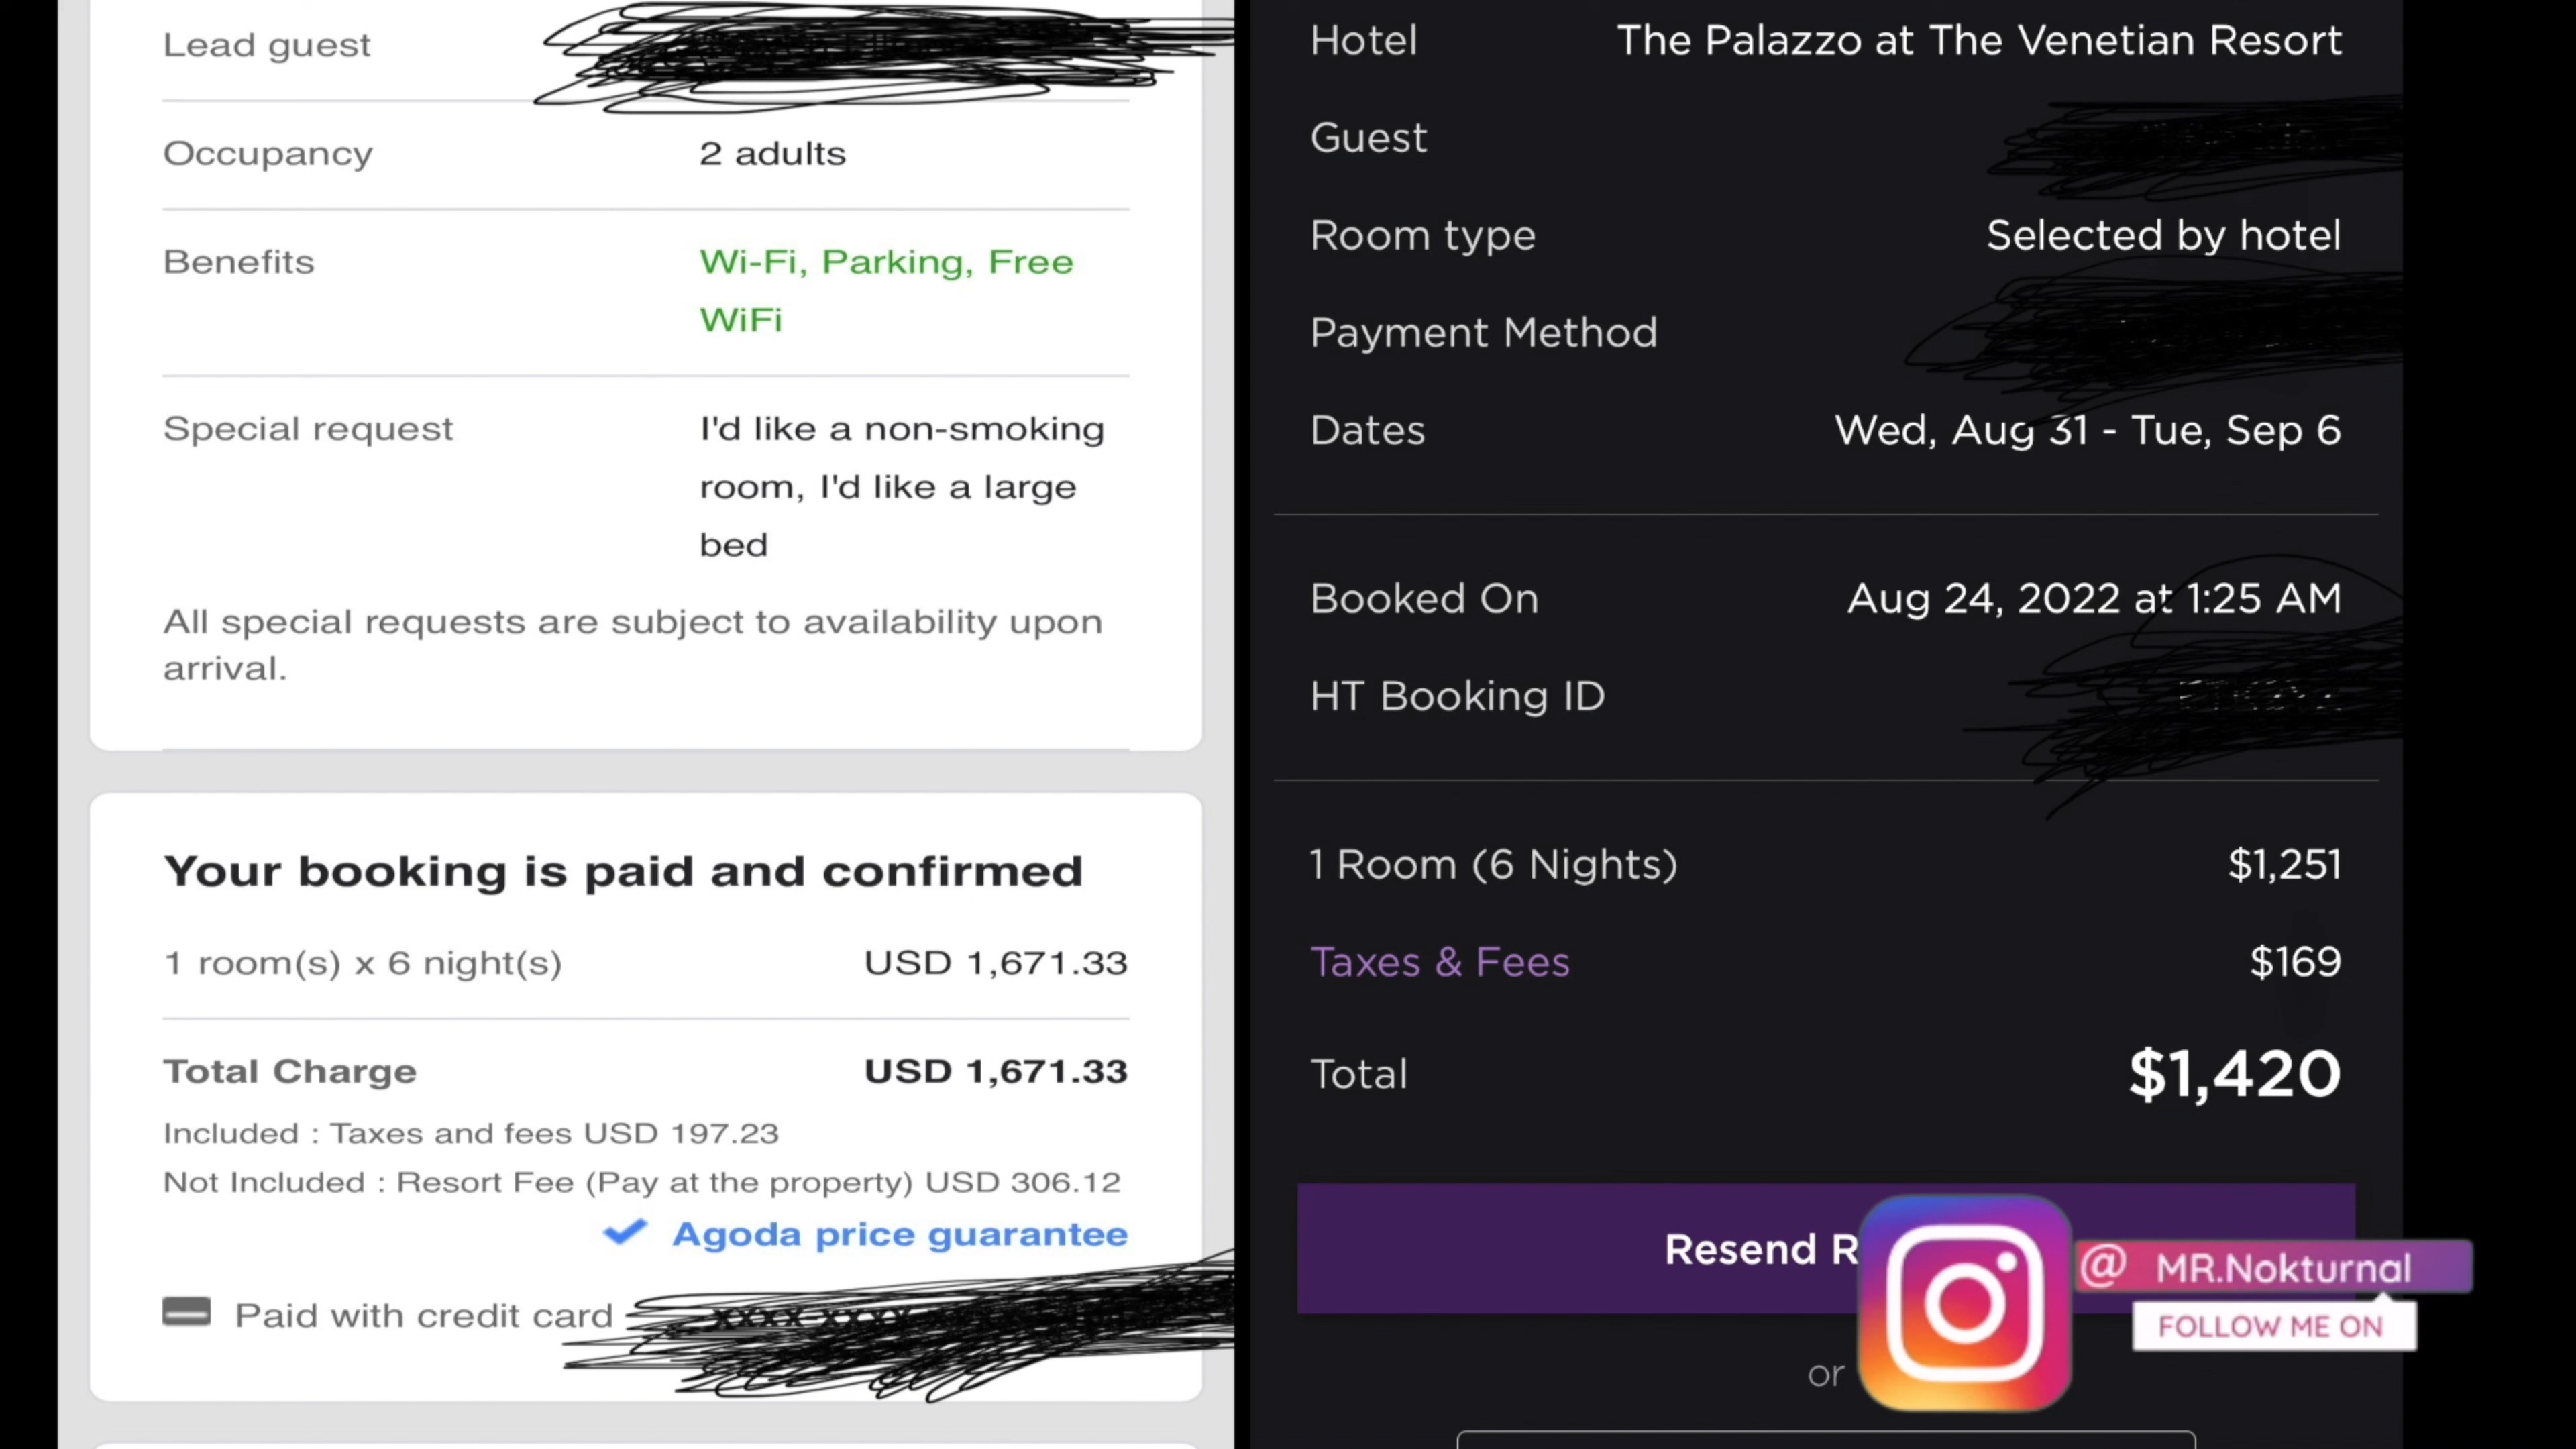 Lead guest
Occupancy 2 adults
Benefits Wi-Fi, Parking, Free
WiFi
Special request I'd like a non-smoking
room, I'd like a large
bed
All special requests are subject to availability upon
arrival.
Your booking is paid and confirmed
1 room(s) x 6 night(s) USD 1,671.33
Total Charge USD 1,671.33
Included : Taxes and fees USD 197.23
Not Included : Resort Fee (Pay at the property) USD 306.12
Agoda price guarantee
Paid with credit card
Hotel The Palazzo at The Venetian Resort
Guest
Room type Selected by hotel
Payment Method
Dates Wed, Aug 31 - Tue, Sep 6
Booked On Aug 24, 2022 at 1:25 AM
HT Booking ID
1 Room (6 Nights) $1,251
Taxes & Fees $169
Total $1,420
Resend R
or
@ MR.Nokturnal
FOLLOW ME ON